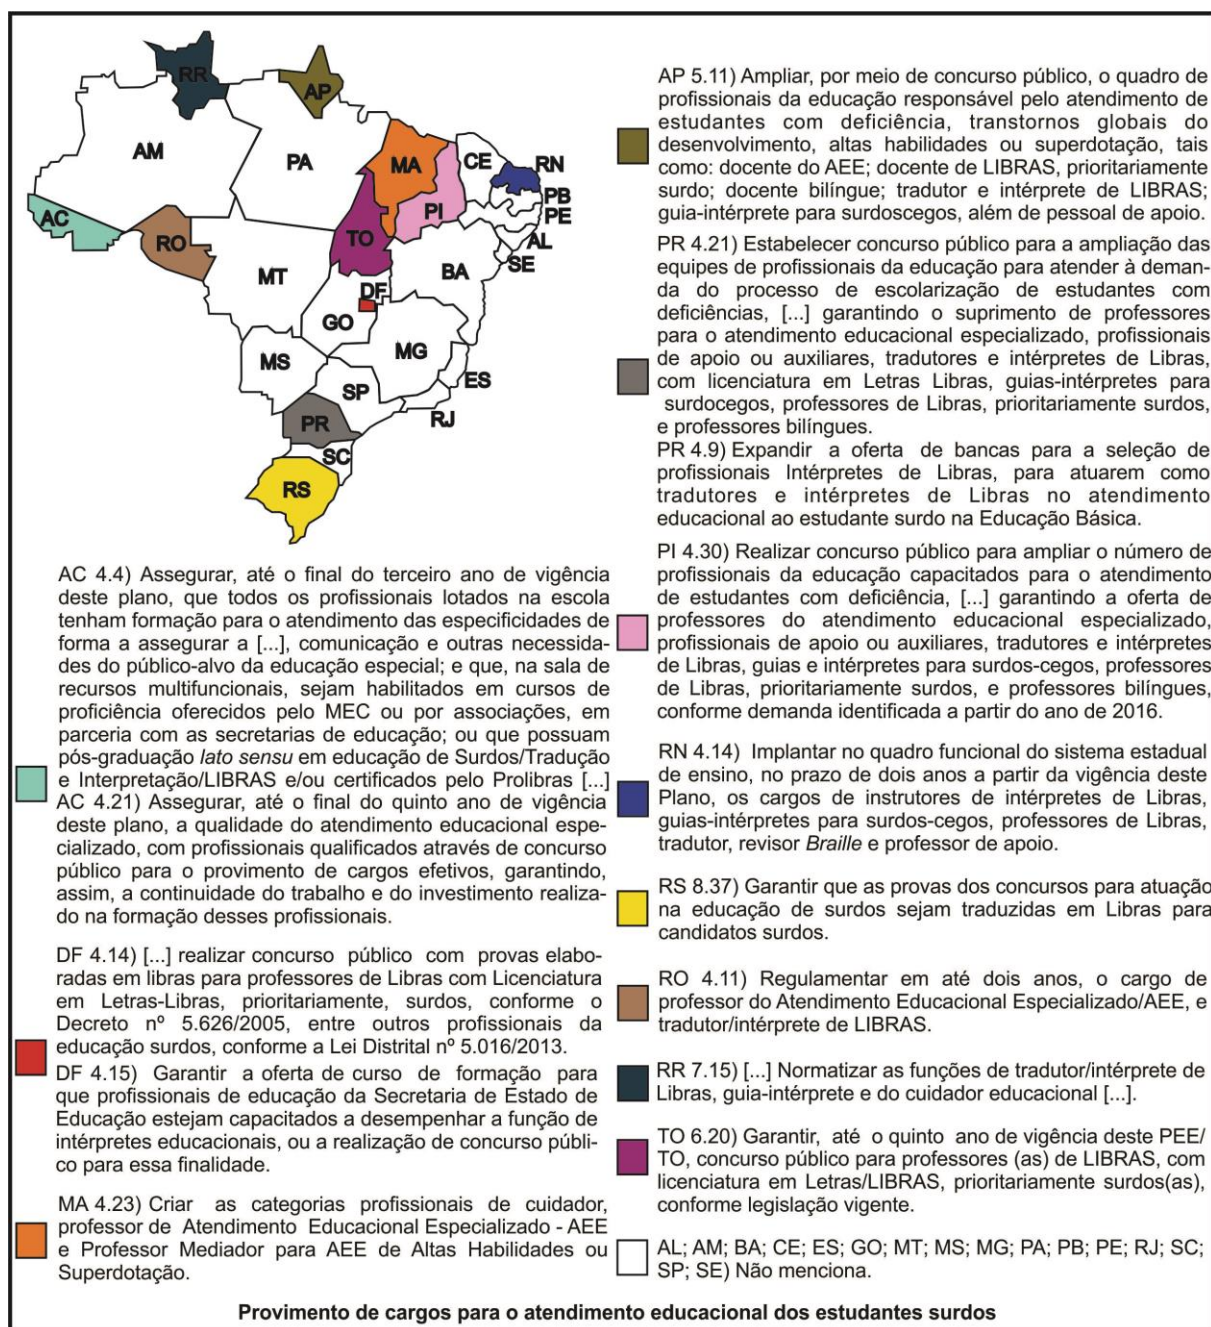 RR
AP
AM
PA
MA
CE
RN
PB
PE
AL
SE
PI
AC
RO
TO
BA
MT
DF
GO
MG
MS
ES
SP
RJ
PR
SC
RS
AC 4.4) Assegurar, até o final do terceiro ano de vigência
deste plano, que todos os profissionais lotados na escola
tenham formação para o atendimento das especificidades de
forma a assegurar a [...], comunicação e outras necessida-
des do público-alvo da educação especial; e que, na sala de
recursos multifuncionais, sejam habilitados em cursos de
proficiência oferecidos pelo MEC ou por associações, em
parceria com as secretarias de educação; ou que possuam
pós-graduação lato sensu em educação de Surdos/Tradução
e Interpretação/LIBRAS e/ou certificados pelo Prolibras [...]
AC 4.21) Assegurar, até o final do quinto ano de vigência
deste plano, a qualidade do atendimento educacional espe-
cializado, com profissionais qualificados através de concurso
público para o provimento de cargos efetivos, garantindo,
assim, a continuidade do trabalho e do investimento realiza-
do na formação desses profissionais.
DF 4.14) [...] realizar concurso público com provas elabo-
radas em libras para professores de Libras com Licenciatura
em Letras-Libras, prioritariamente, surdos, conforme o
Decreto nº 5.626/2005, entre outros profissionais da
educação surdos, conforme a Lei Distrital nº 5.016/2013.
DF 4.15) Garantir a oferta de curso de formação para
que profissionais de educação da Secretaria de Estado de
Educação estejam capacitados a desempenhar a função de
intérpretes educacionais, ou a realização de concurso públi-
co para essa finalidade.
MA 4.23) Criar as categorias profissionais de cuidador,
professor de Atendimento Educacional Especializado - AEE
e Professor Mediador para AEE de Altas Habilidades ou
Superdotação.
AP 5.11) Ampliar, por meio de concurso público, o quadro de
profissionais da educação responsável pelo atendimento de
estudantes com deficiência, transtornos globais do
desenvolvimento, altas habilidades ou superdotação, tais
como: docente do AEE; docente de LIBRAS, prioritariamente
surdo; docente bilíngue; tradutor e intérprete de LIBRAS;
guia-intérprete para surdoscegos, além de pessoal de apoio.
PR 4.21) Estabelecer concurso público para a ampliação das
equipes de profissionais da educação para atender à deman-
da do processo de escolarização de estudantes com
deficiências, [...] garantindo o suprimento de professores
para o atendimento educacional especializado, profissionais
de apoio ou auxiliares, tradutores e intérpretes de Libras,
com licenciatura em Letras Libras, guias-intérpretes para
surdocegos, professores de Libras, prioritariamente surdos,
e professores bilíngues.
PR 4.9) Expandir a oferta de bancas para a seleção de
profissionais Intérpretes de Libras, para atuarem como
tradutores e intérpretes de Libras no atendimento
educacional ao estudante surdo na Educação Básica.
PI 4.30) Realizar concurso público para ampliar o número de
profissionais da educação capacitados para o atendimento
de estudantes com deficiência, [...] garantindo a oferta de
professores do atendimento educacional especializado,
profissionais de apoio ou auxiliares, tradutores e intérpretes
de Libras, guias e intérpretes para surdos-cegos, professores
de Libras, prioritariamente surdos, e professores bilíngues,
conforme demanda identificada a partir do ano de 2016.
RN 4.14) Implantar no quadro funcional do sistema estadual
de ensino, no prazo de dois anos a partir da vigência deste
Plano, os cargos de instrutores de intérpretes de Libras,
guias-intérpretes para surdos-cegos, professores de Libras,
tradutor, revisor Braille e professor de apoio.
RS 8.37) Garantir que as provas dos concursos para atuação
na educação de surdos sejam traduzidas em Libras para
candidatos surdos.
RO 4.11) Regulamentar em até dois anos, o cargo de
professor do Atendimento Educacional Especializado/AEE, e
tradutor/intérprete de LIBRAS.
RR 7.15) [...] Normatizar as funções de tradutor/intérprete de
Libras, guia-intérprete e do cuidador educacional [...].
TO 6.20) Garantir, até o quinto ano de vigência deste PEE/
TO, concurso público para professores (as) de LIBRAS, com
licenciatura em Letras/LIBRAS, prioritariamente surdos(as),
conforme legislação vigente.
AL; AM; BA; CE; ES; GO; MT; MS; MG; PA; PB; PE; RJ; SC;
SP; SE) Não menciona.
Provimento de cargos para o atendimento educacional dos estudantes surdos